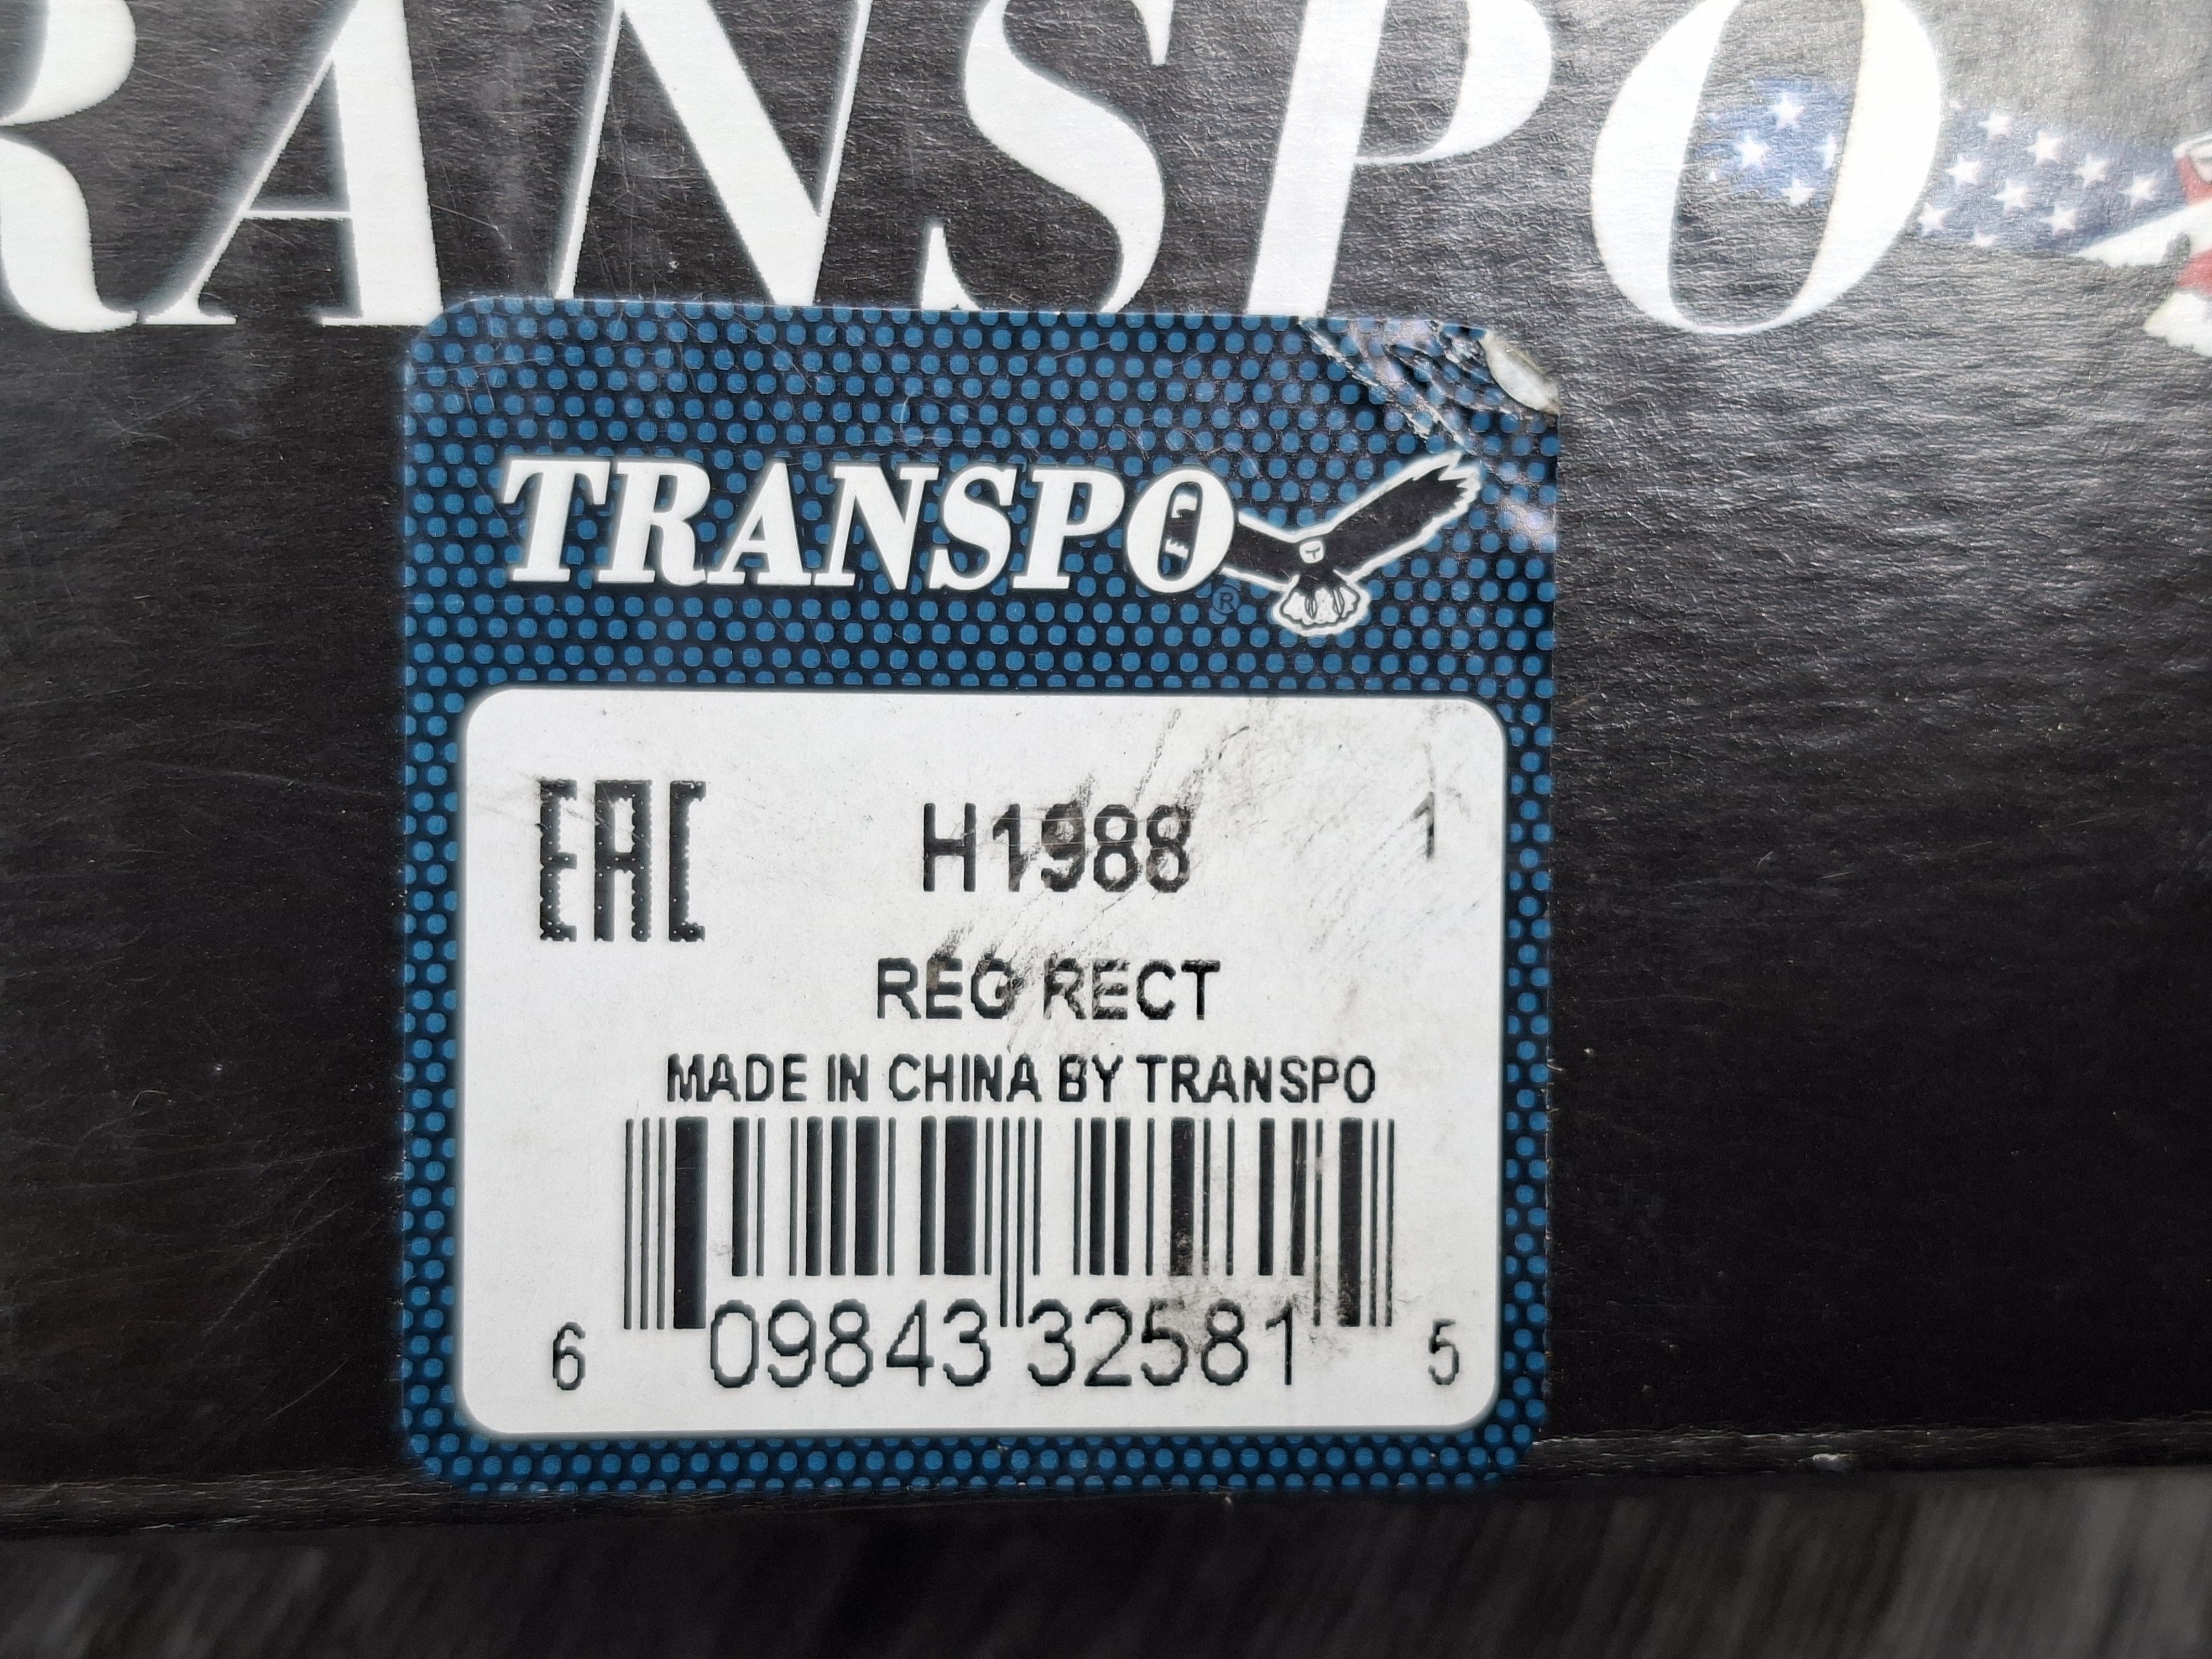 RANSPO
TRANSPO
®
EAC
H1988
1
REG RECT
MADE IN CHINA BY TRANSPO
6 09843 32581 5